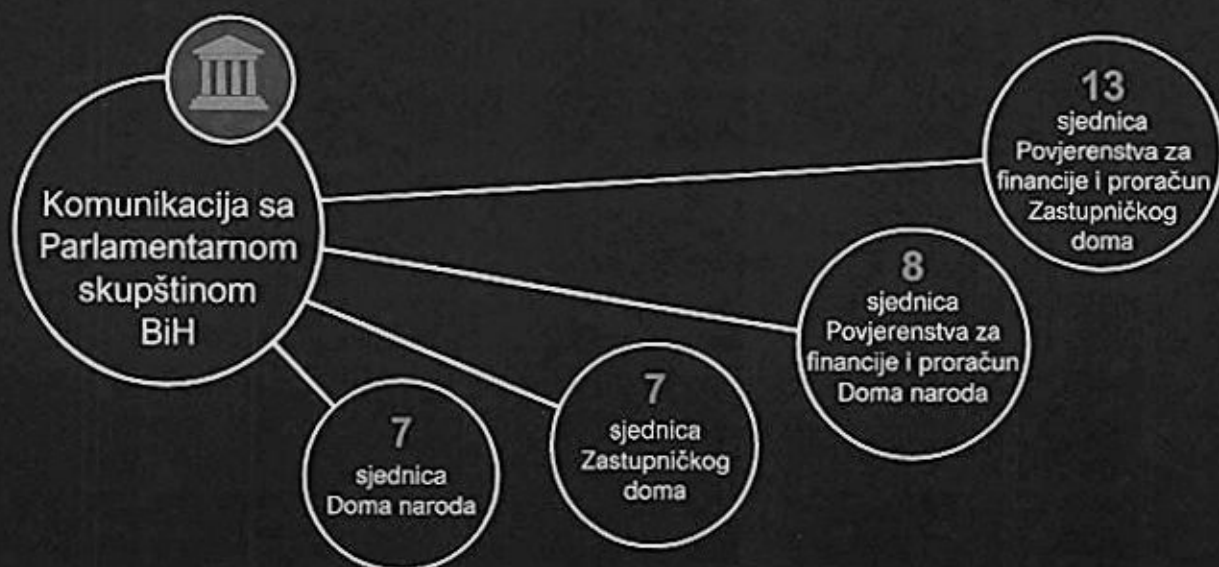 Komunikacija sa
Parlamentarnom
skupštinom
BiH
13
sjednica
Povjerenstva za
financije i proračun
Zastupničkog
doma
8
sjednica
Povjerenstva za
financije i proračun
Doma naroda
7
sjednica
Zastupničkog
doma
7
sjednica
Doma naroda